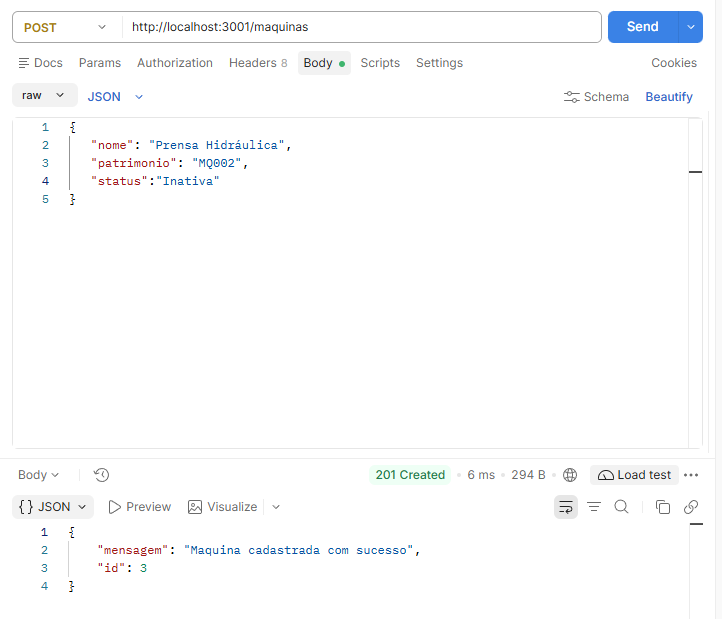 POST http://localhost:3001/maquinas Send
Docs Params Authorization Headers 8 Body Scripts Settings Cookies
raw JSON Schema Beautify
1 {
2 "nome": "Prensa Hidráulica",
3 "patrimonio": "MQ002",
4 "status":"Inativa"
5 }
Body 201 Created 6 ms 294 B Load test
{} JSON Preview Visualize
1 {
2 "mensagem": "Maquina cadastrada com sucesso",
3 "id": 3
4 }